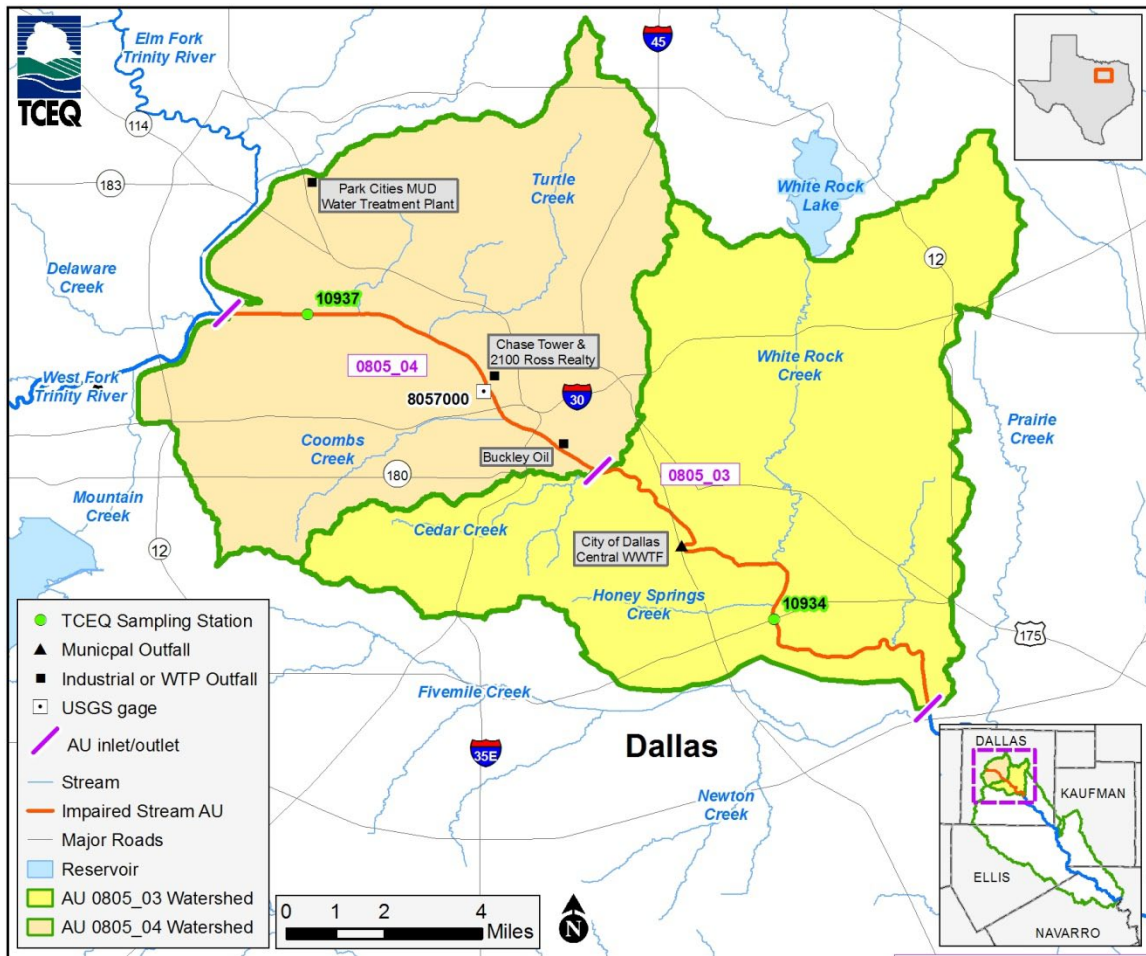 Elm Fork
Trinity River
TCEQ
45
114
183
Park Cities MUD
Water Treatment Plant
Turtle
Creek
White Rock
Lake
12
Delaware
Creek
10937
Chase Tower &
2100 Ross Realty
White Rock
Creek
0805_04
West Fork
Trinity River
8057000
30
Prairie
Creek
Coombs
Creek
Buckley Oil
180
0805_03
Mountain
Creek
Cedar Creek
City of Dallas
Central WWTF
12
Honey Springs
Creek
10934
175
Fivemile Creek
35E
Dallas
Newton
Creek
TCEQ Sampling Station
Municpal Outfall
Industrial or WTP Outfall
USGS gage
AU inlet/outlet
Stream
Impaired Stream AU
Major Roads
Reservoir
AU 0805_03 Watershed
AU 0805_04 Watershed
0 1 2 4
Miles
N
DALLAS
KAUFMAN
ELLIS
NAVARRO